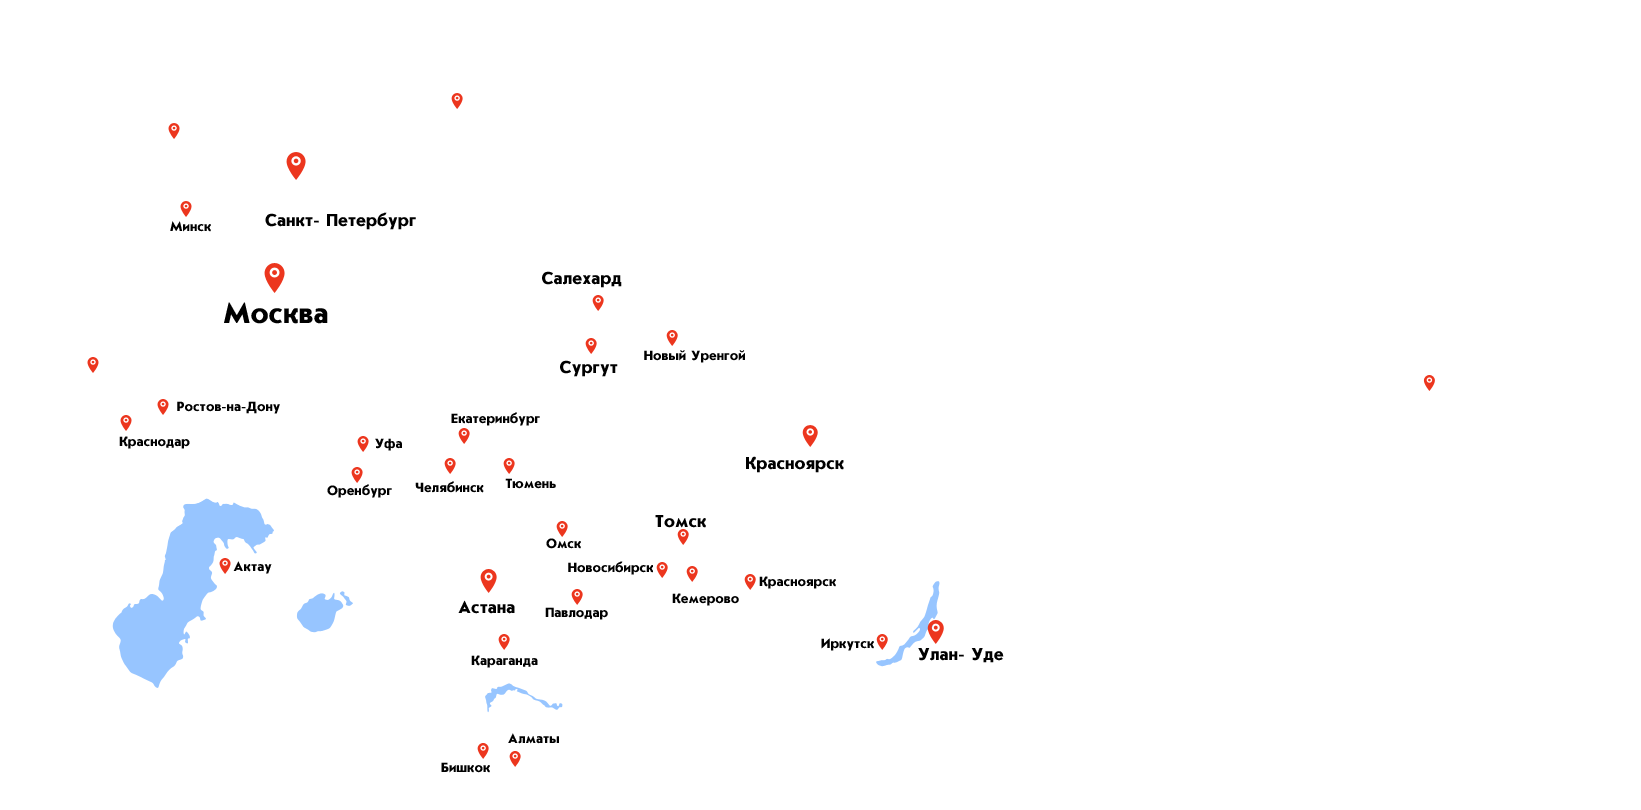 Минск
Санкт- Петербург
Салехард
Москва
Новый Уренгой
Сургут
Ростов-на-Дону
Екатеринбург
Краснодар
Уфа
Красноярск
Оренбург
Челябинск
Тюмень
Томск
Омск
Актау
Новосибирск
Красноярск
Кемерово
Астана
Павлодар
Иркутск
Улан- Уде
Караганда
Алматы
Бишкок